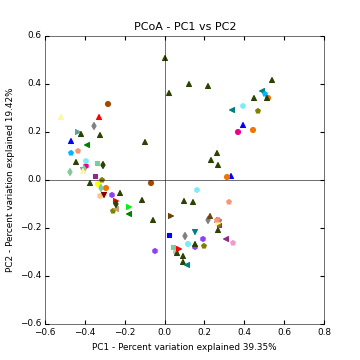 PCoA - PC1 vs PC2
0.6
0.4
0.2
0.0
−0.2
−0.4
−0.6
PC2 - Percent variation explained 19.42%
−0.6 −0.4 −0.2 0.0 0.2 0.4 0.6 0.8
PC1 - Percent variation explained 39.35%